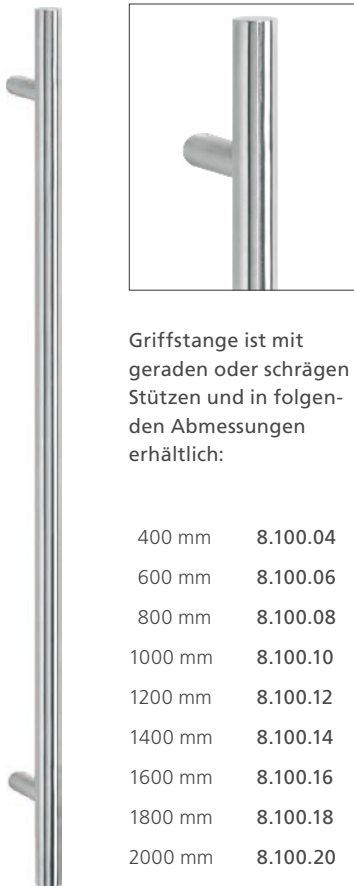 Griffstange ist mit
geraden oder schrägen
Stützen und in folgen-
den Abmessungen
erhältlich:
400 mm 8.100.04
600 mm 8.100.06
800 mm 8.100.08
1000 mm 8.100.10
1200 mm 8.100.12
1400 mm 8.100.14
1600 mm 8.100.16
1800 mm 8.100.18
2000 mm 8.100.20